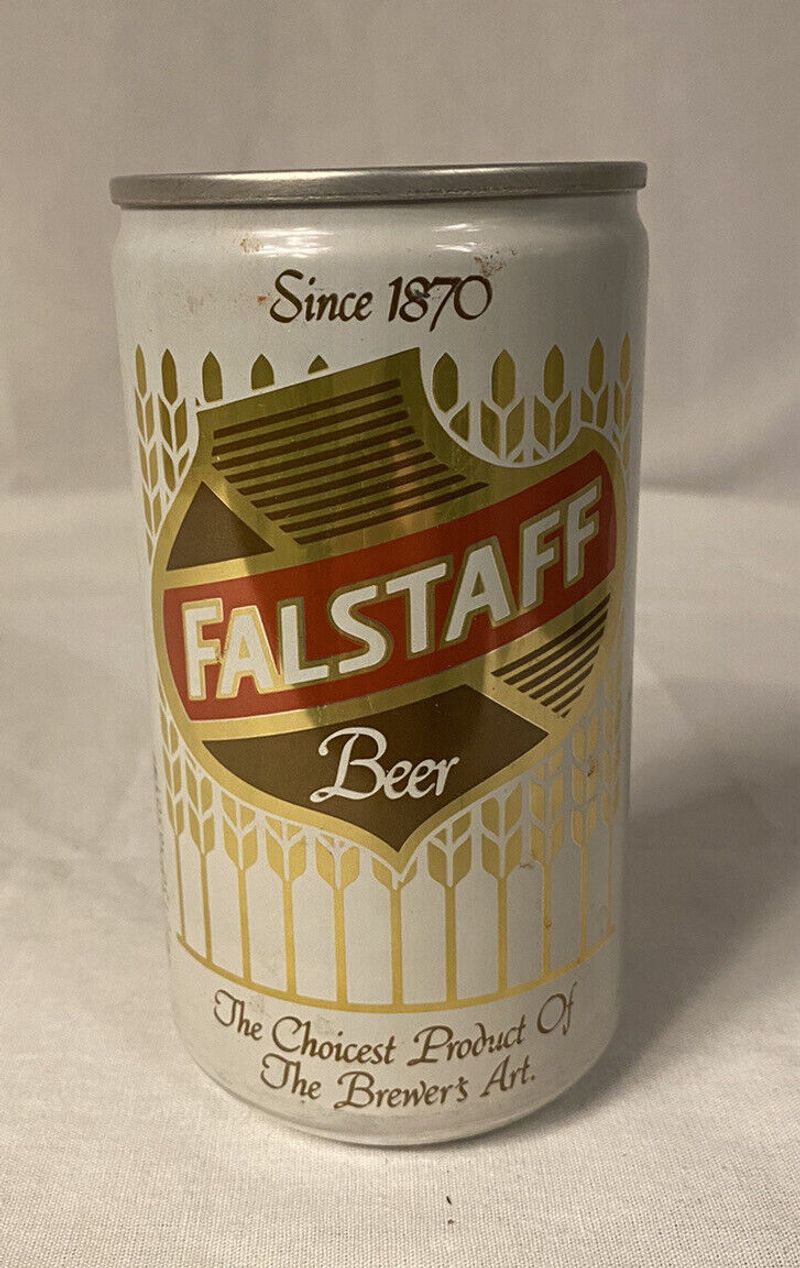 Since 1870
FALSTAFF
Beer
The Choicest Product Of
The Brewer's Art.